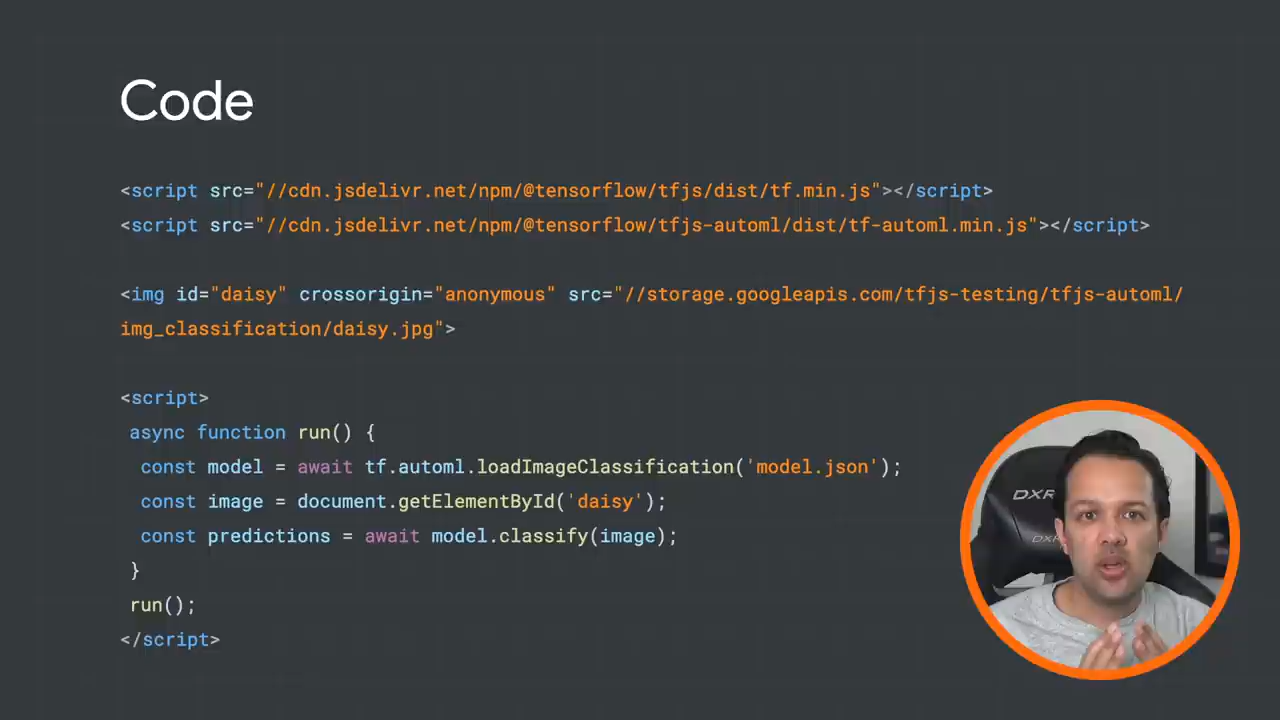 Code
<script src="//cdn.jsdelivr.net/npm/@tensorflow/tfjs/dist/tf.min.js"></script>
<script src="//cdn.jsdelivr.net/npm/@tensorflow/tfjs-automl/dist/tf-automl.min.js"></script>
<img id="daisy" crossorigin="anonymous" src="//storage.googleapis.com/tfjs-testing/tfjs-automl/
img_classification/daisy.jpg">
<script>
async function run() {
const model = await tf.automl.loadImageClassification('model.json');
const image = document.getElementById('daisy');
const predictions = await model.classify(image);
}
run();
</script>